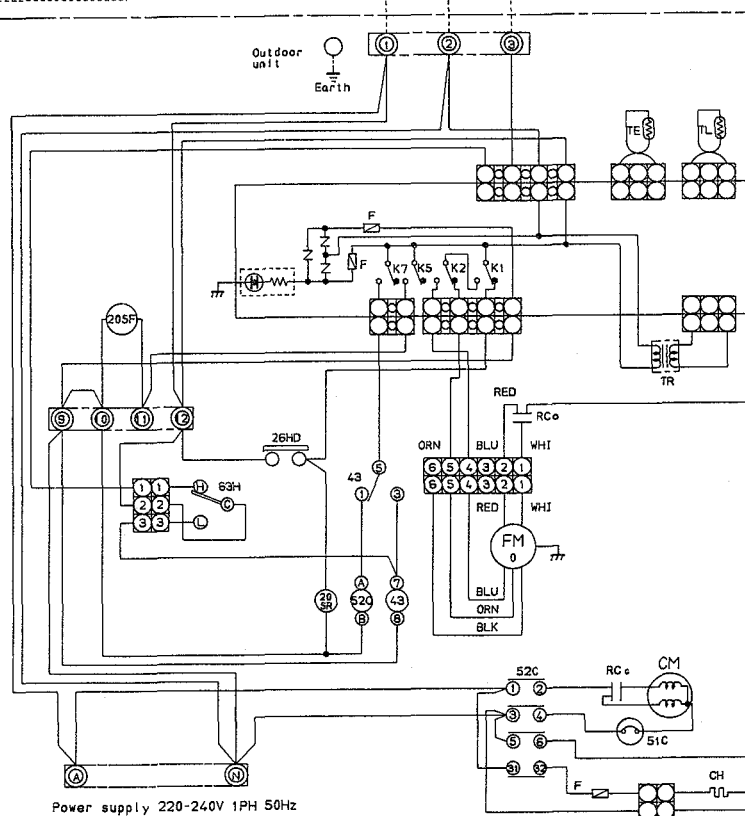 1 2 3
Outdoor
unit
Earth
TE TL
F
F K7 K5 K2 K1
20SF
TR
RED
RCo
9 10 11 12
26HD
ORN BLU WHI
6 5 4 3 2 1
6 5 4 3 2 1
43 5
63H
1 1 H
2 2 C
3 3 L
1 3
RED WHI
FM
0
A 7
20
SR 52C 43
B 8
BLU
ORN
BLK
52C RCc CM
1 2
3 4
51C
5 6
31 32
F CH
A N
Power supply 220-240V 1PH 50Hz